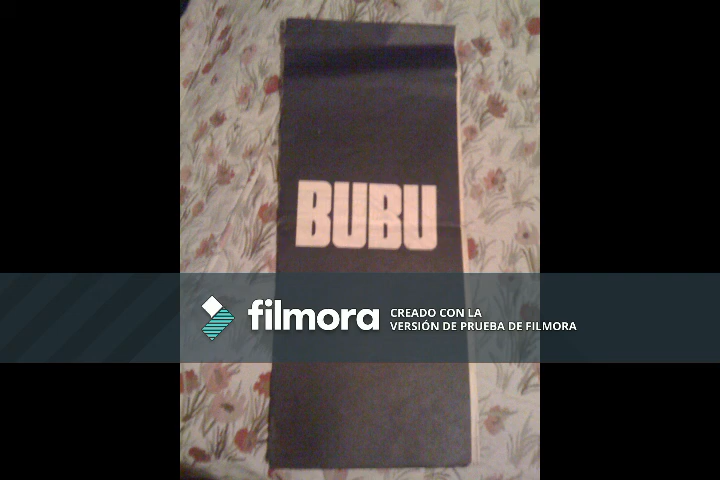 BUBU
filmora
CREADO CON LA
VERSIÓN DE PRUEBA DE FILMORA